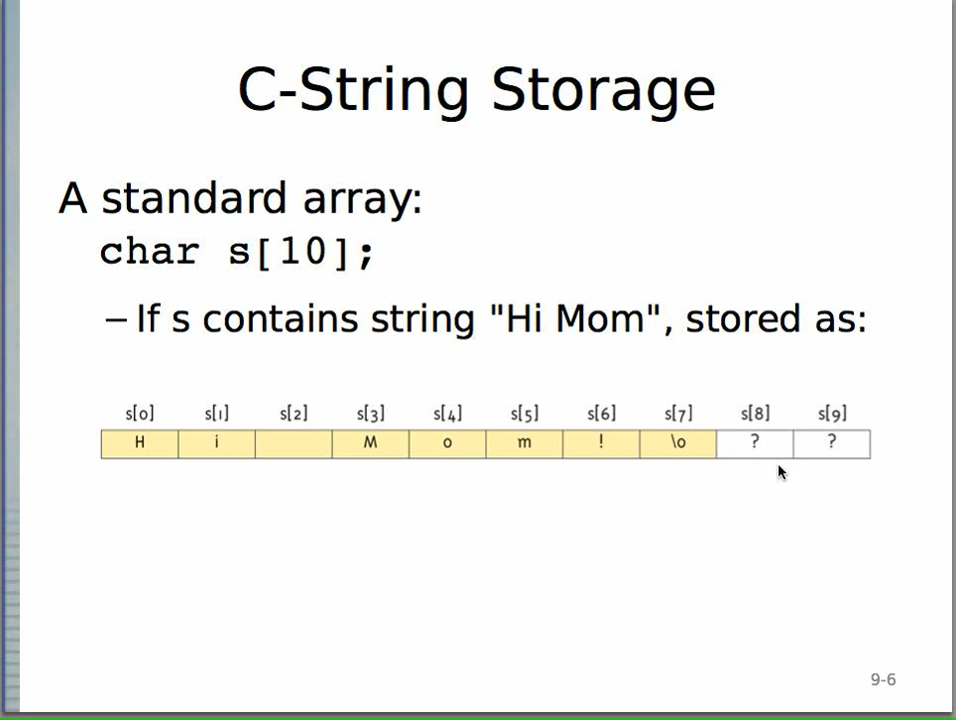 C-String Storage
A standard array:
char s[10];
– If s contains string "Hi Mom", stored as:
s[0] s[1] s[2] s[3] s[4] s[5] s[6] s[7] s[8] s[9]
H i M o m ! \0 ? ?
9-6